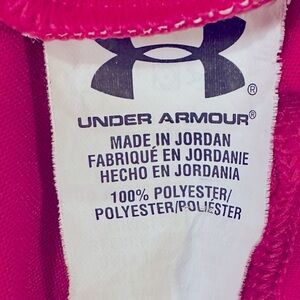 ®
UNDER ARMOUR®
MADE IN JORDAN
FABRIQUÉ EN JORDANIE
HECHO EN JORDANIA
100% POLYESTER/
POLYESTER/POLIÉSTER